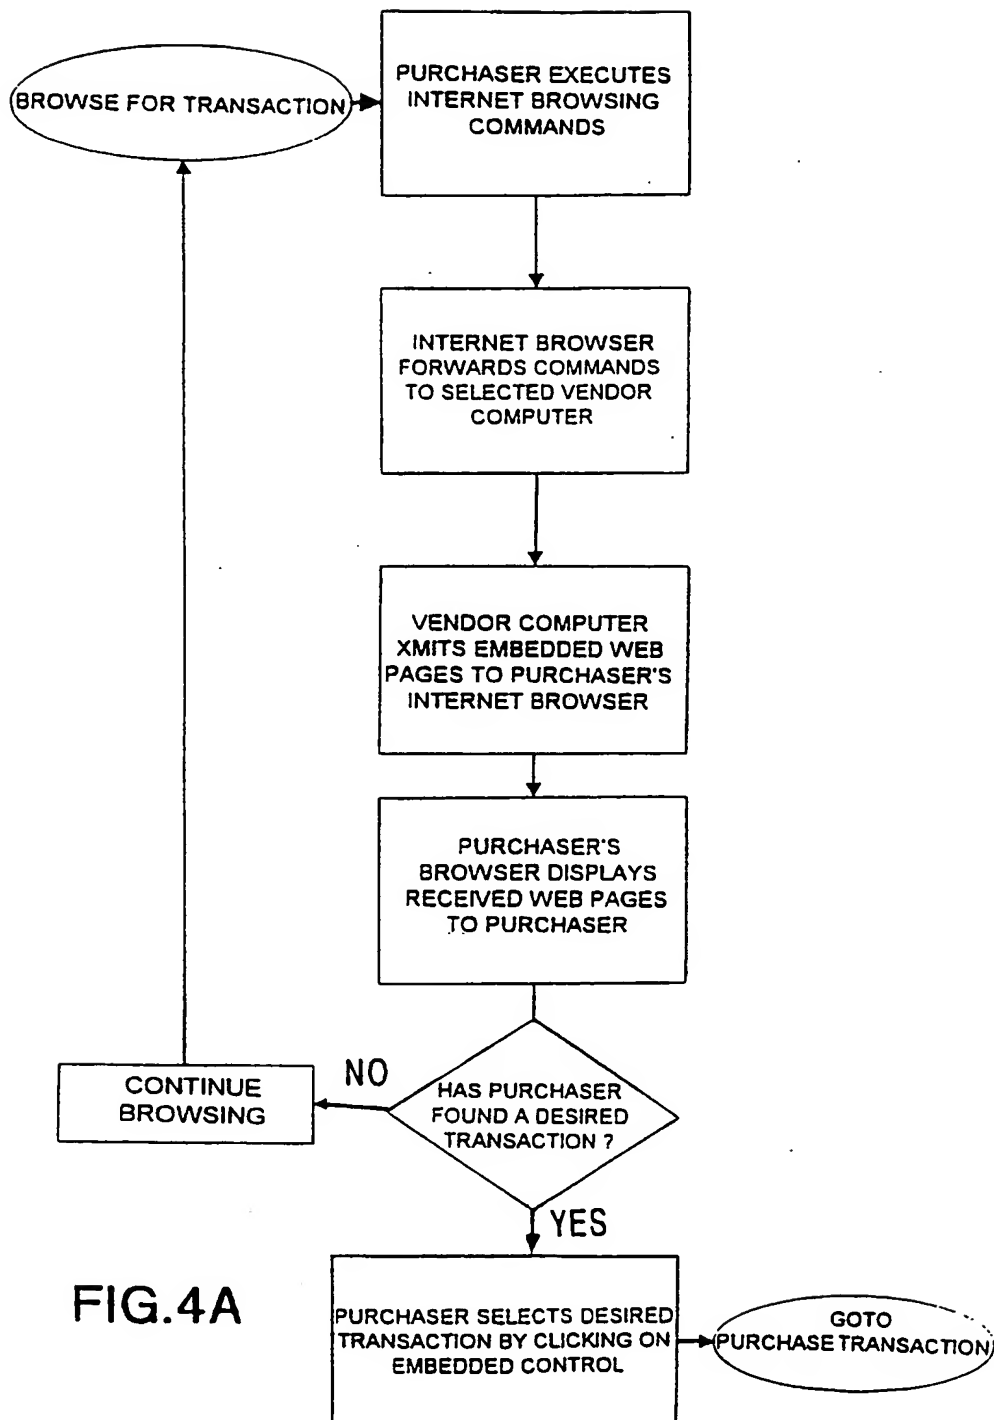 BROWSE FOR TRANSACTION
PURCHASER EXECUTES
INTERNET BROWSING
COMMANDS
INTERNET BROWSER
FORWARDS COMMANDS
TO SELECTED VENDOR
COMPUTER
VENDOR COMPUTER
XMITS EMBEDDED WEB
PAGES TO PURCHASER'S
INTERNET BROWSER
PURCHASER'S
BROWSER DISPLAYS
RECEIVED WEB PAGES
TO PURCHASER
HAS PURCHASER
FOUND A DESIRED
TRANSACTION ?
NO
CONTINUE
BROWSING
YES
PURCHASER SELECTS DESIRED
TRANSACTION BY CLICKING ON
EMBEDDED CONTROL
GOTO
PURCHASE TRANSACTION
FIG.4A